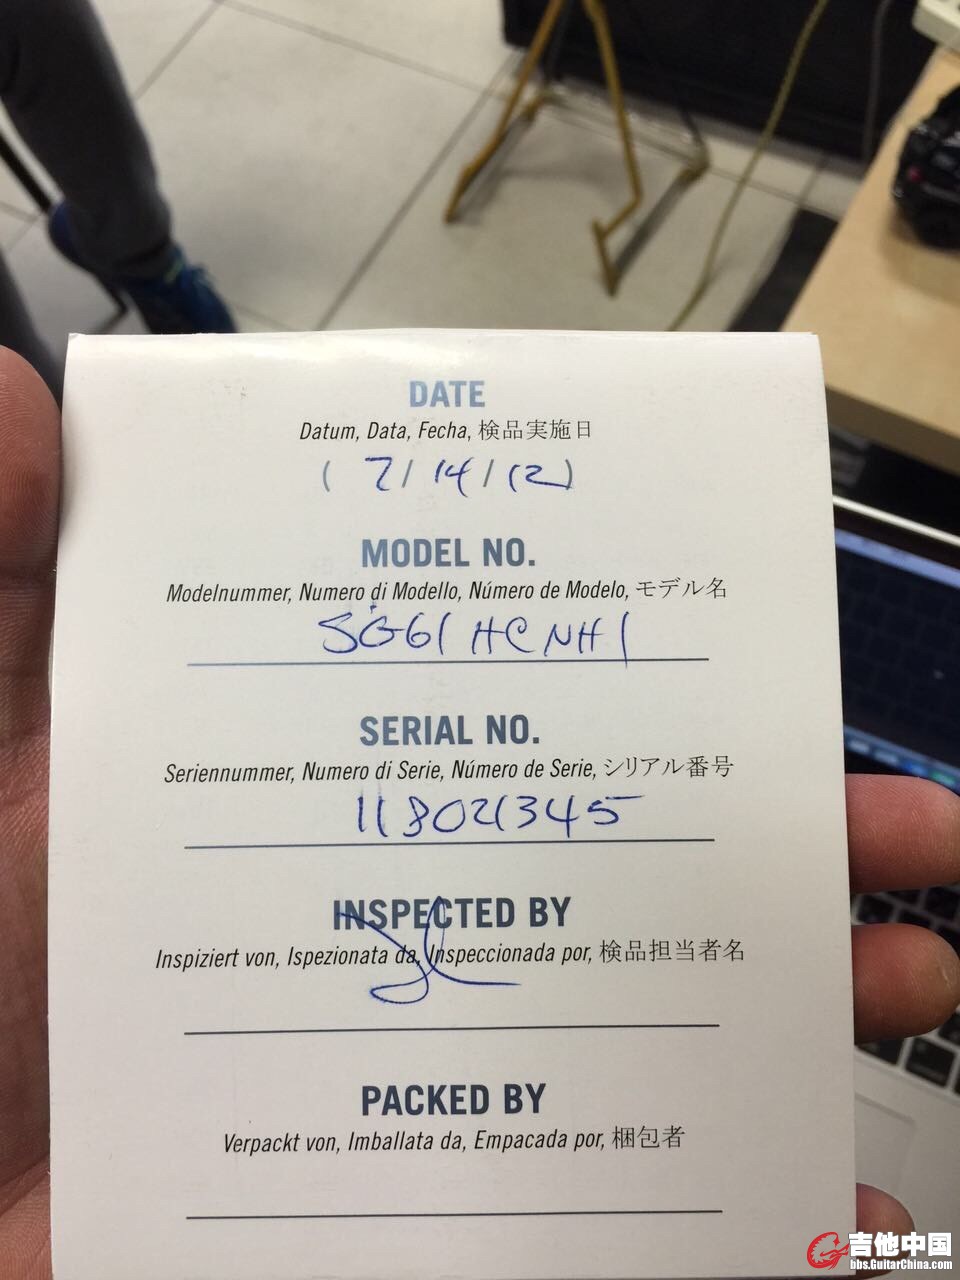 DATE
Datum, Data, Fecha, 検品実施日
( 7/14/12)
MODEL NO.
Modelnummer, Numero di Modello, Número de Modelo, モデル名
SG61HCNH1
SERIAL NO.
Seriennummer, Numero di Serie, Número de Serie, シリアル番号
118021345
INSPECTED BY
Inspiziert von, Ispezionata da, Inspeccionada por, 検品担当者名
PACKED BY
Verpackt von, Imballata da, Empacada por, 梱包者
吉他中国
bbs.GuitarChina.com